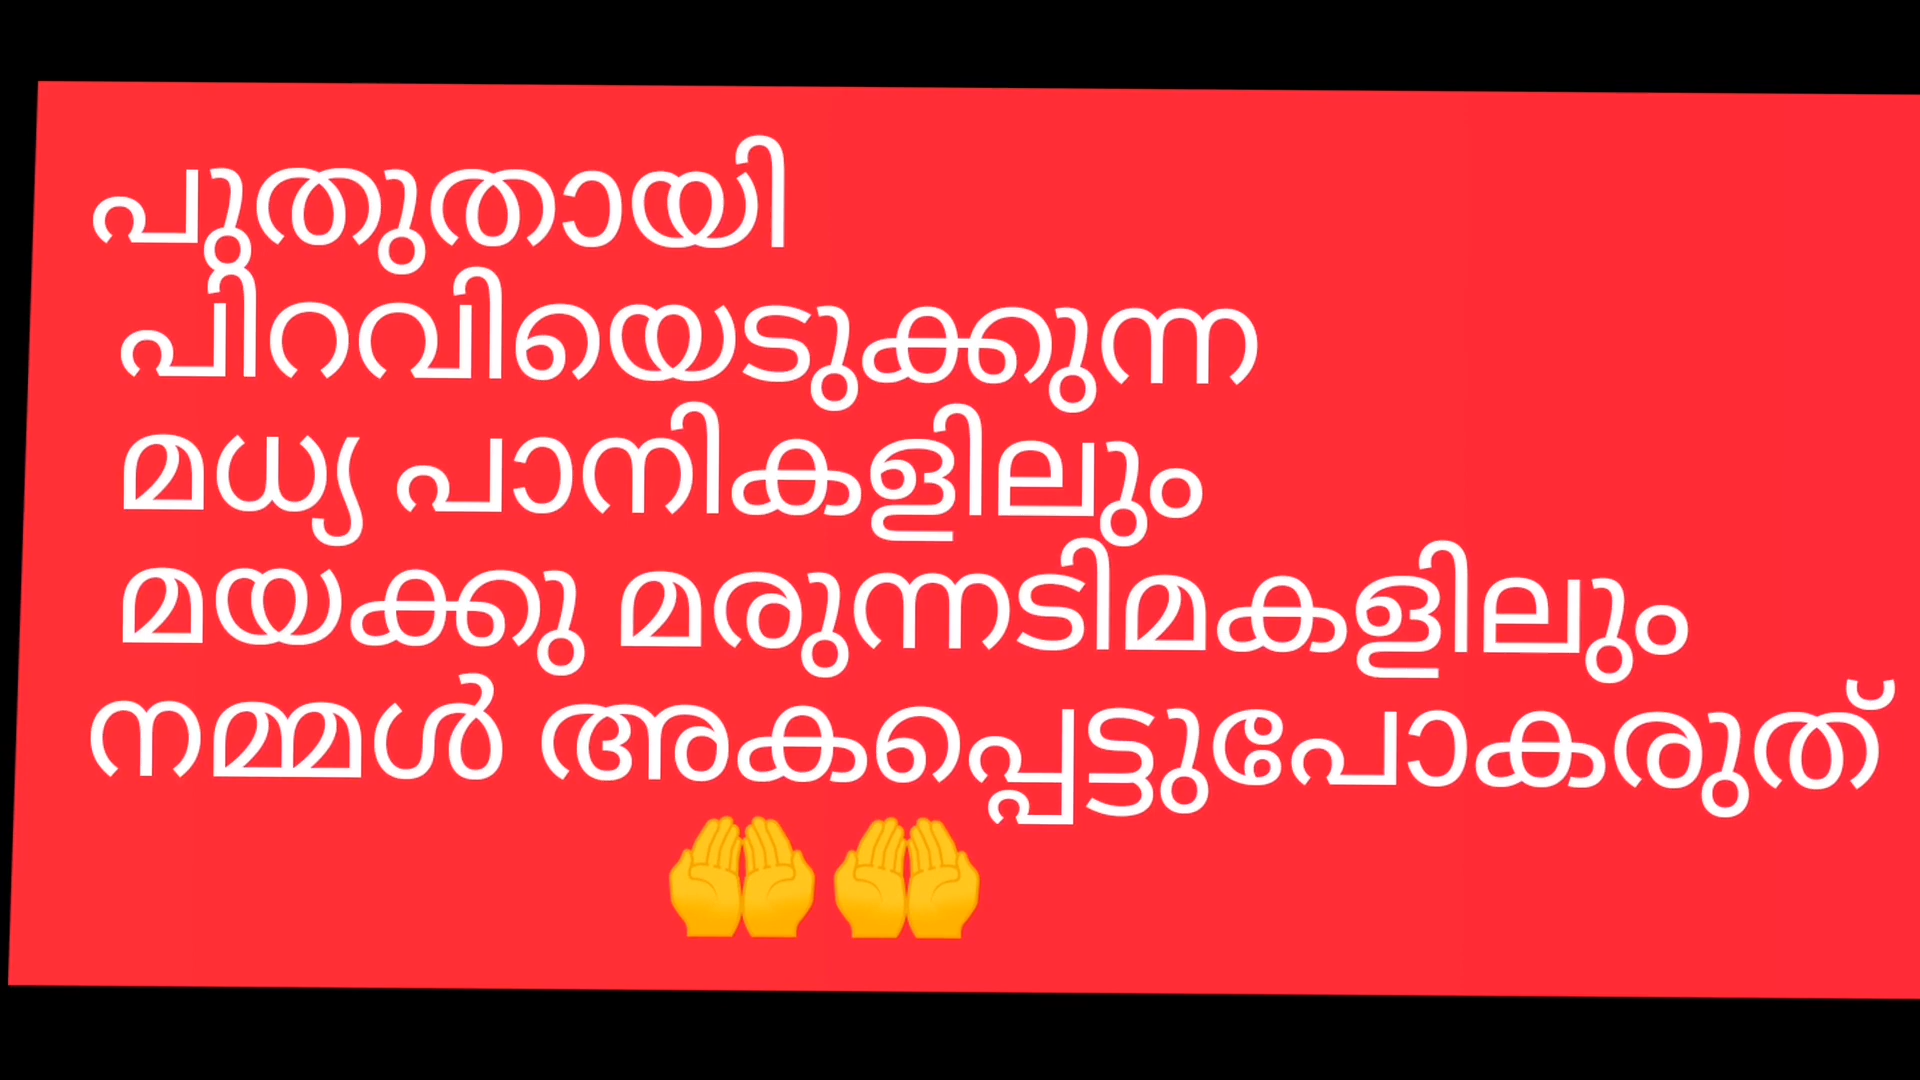 പുതുതായി
പിറവിയെടുക്കുന്ന
മധ്യ പാനികളിലും
മയക്കു മരുന്നടിമകളിലും
നമ്മൾ അകപ്പെട്ടുപോകരുത്
🤲🤲